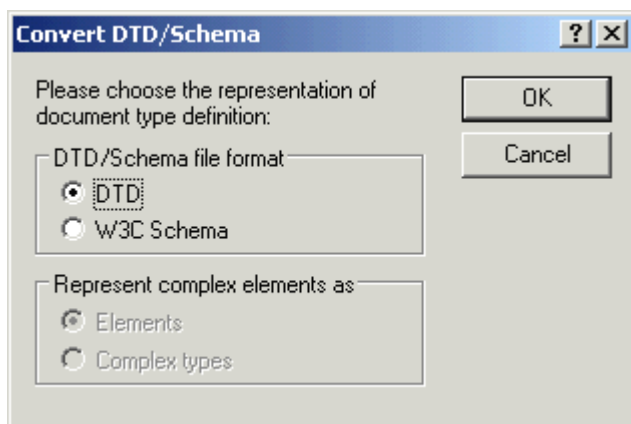 Convert DTD/Schema
Please choose the representation of
document type definition:
OK
Cancel
DTD/Schema file format
DTD
W3C Schema
Represent complex elements as
Elements
Complex types